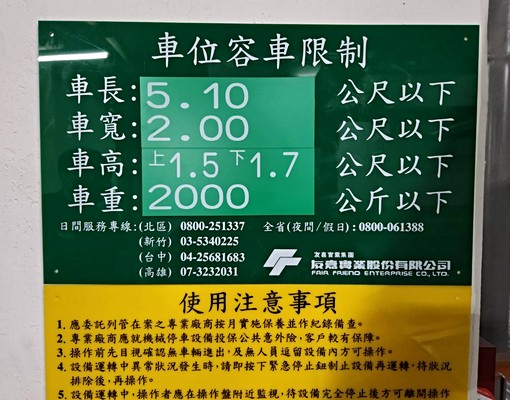 車位容車限制
車長:5.10 公尺以下
車寬:2.00 公尺以下
車高:上1.5下1.7 公尺以下
車重:2000 公斤以下
日間服務專線:(北區) 0800-251337 全省(夜間/假日):0800-061388
(新竹) 03-5340225
(台中) 04-25681683
(高雄) 07-3232031
友嘉實業集團
友嘉實業股份有限公司
FAIR FRIEND ENTERPRISE CO., LTD.
使用注意事項
1. 應委託列管在案之專業廠商按月實施保養並作紀錄備查。
2. 專業廠商應就機械停車設備投保公共意外險,客戶較有保障。
3. 操作前先目視確認無車輛進出,及無人員逗留設備內方可操作。
4. 設備運轉中異常狀況發生時,請即按下緊急停止鈕制止設備再運轉,待狀況
排除後,再操作。
5. 設備運轉中,操作者應在操作盤附近監視,待設備完全停止後方可離開操作